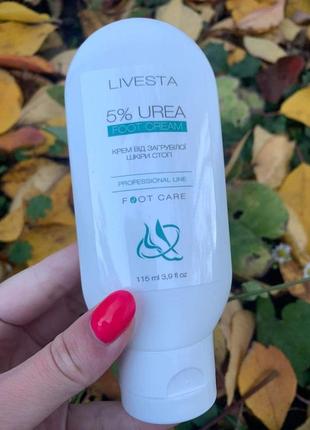 LIVESTA
5% UREA
FOOT CREAM
КРЕМ ВІД ЗАГРУБІЛОЇ
ШКІРИ СТОП
PROFESSIONAL LINE
FOOT CARE
115 ml 3,9 fl oz